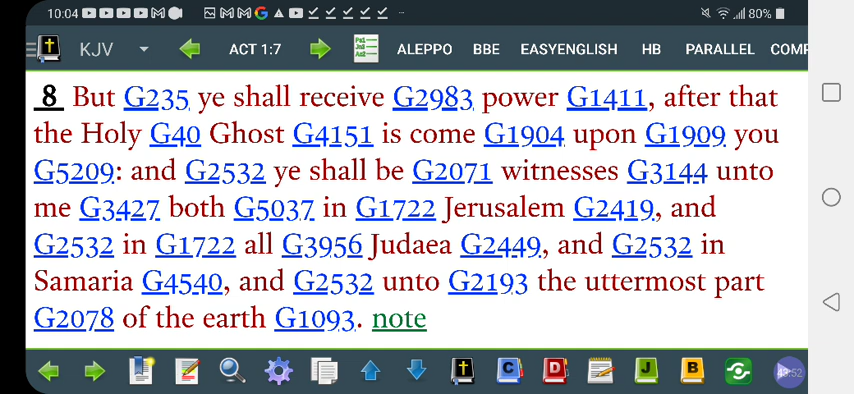 10:04 80%
KJV ACT 1:7 ALEPPO BBE EASYENGLISH HB PARALLEL COMP
8 But G235 ye shall receive G2983 power G1411, after that
the Holy G40 Ghost G4151 is come G1904 upon G1909 you
G5209: and G2532 ye shall be G2071 witnesses G3144 unto
me G3427 both G5037 in G1722 Jerusalem G2419, and
G2532 in G1722 all G3956 Judaea G2449, and G2532 in
Samaria G4540, and G2532 unto G2193 the uttermost part
G2078 of the earth G1093. note
C D J B